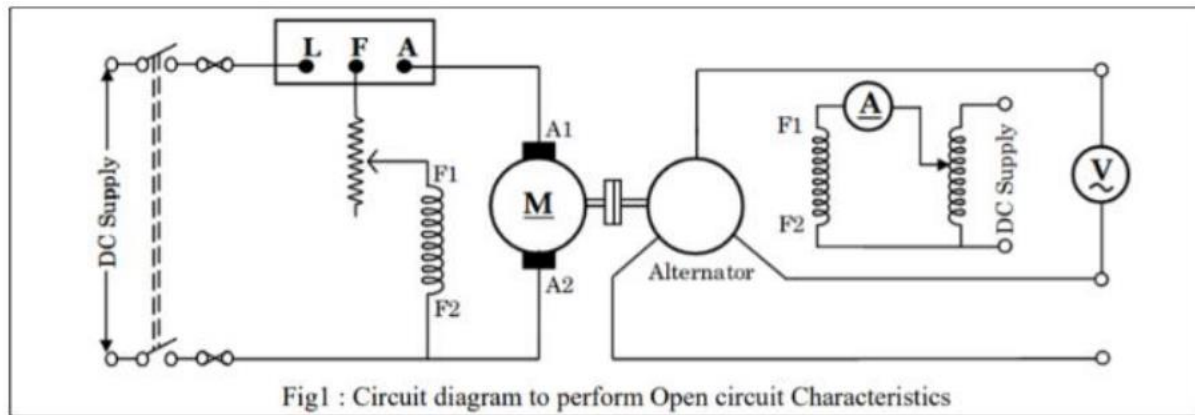 L F A
DC Supply
A1
F1
M
A2
F2
Alternator
F1
A
F2
DC Supply
V
Fig1 : Circuit diagram to perform Open circuit Characteristics